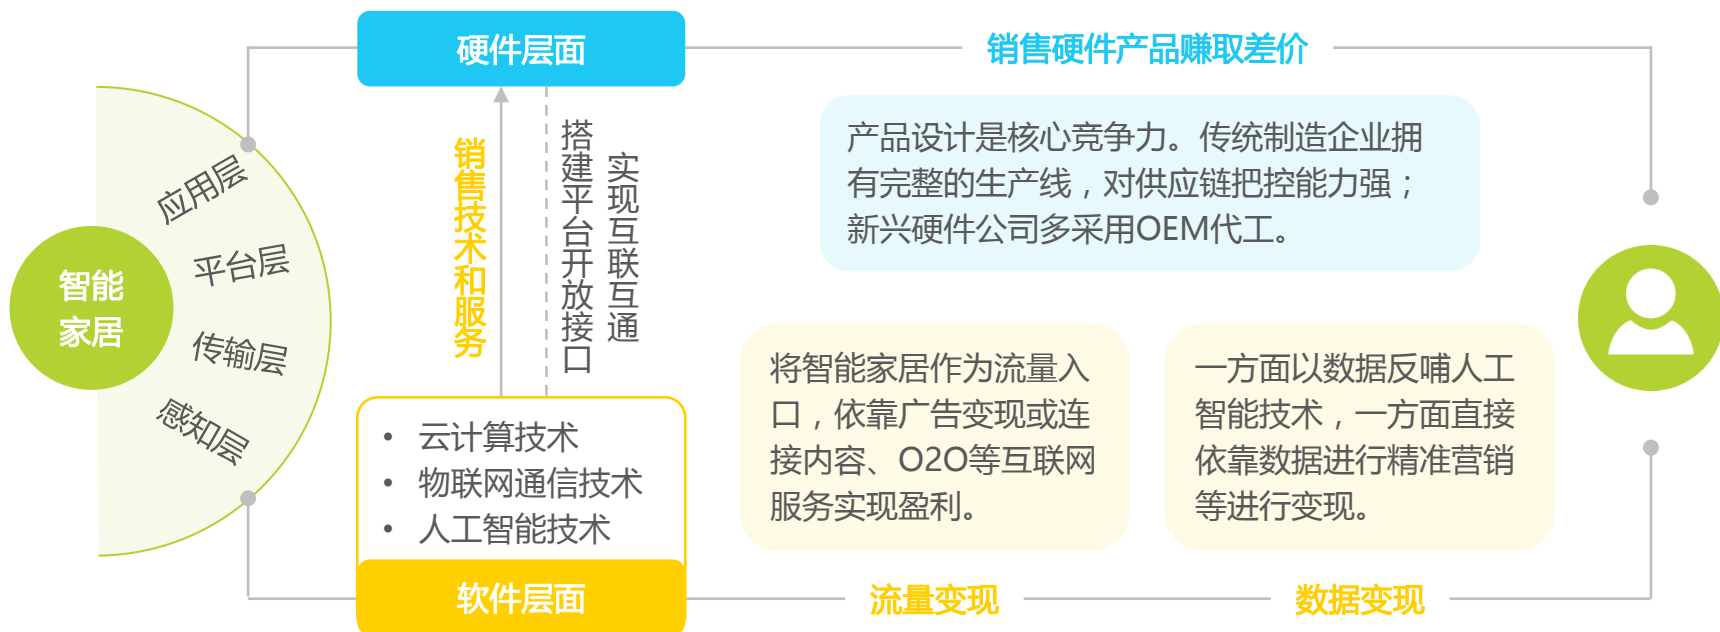 智能
家居
应用层
平台层
传输层
感知层
硬件层面
销售硬件产品赚取差价
销售技术和服务
搭建平台开放接口
实现互联互通
产品设计是核心竞争力。传统制造企业拥
有完整的生产线，对供应链把控能力强；
新兴硬件公司多采用OEM代工。
将智能家居作为流量入
口，依靠广告变现或连
接内容、O2O等互联网
服务实现盈利。
一方面以数据反哺人工
智能技术，一方面直接
依靠数据进行精准营销
等进行变现。
• 云计算技术
• 物联网通信技术
• 人工智能技术
软件层面
流量变现
数据变现